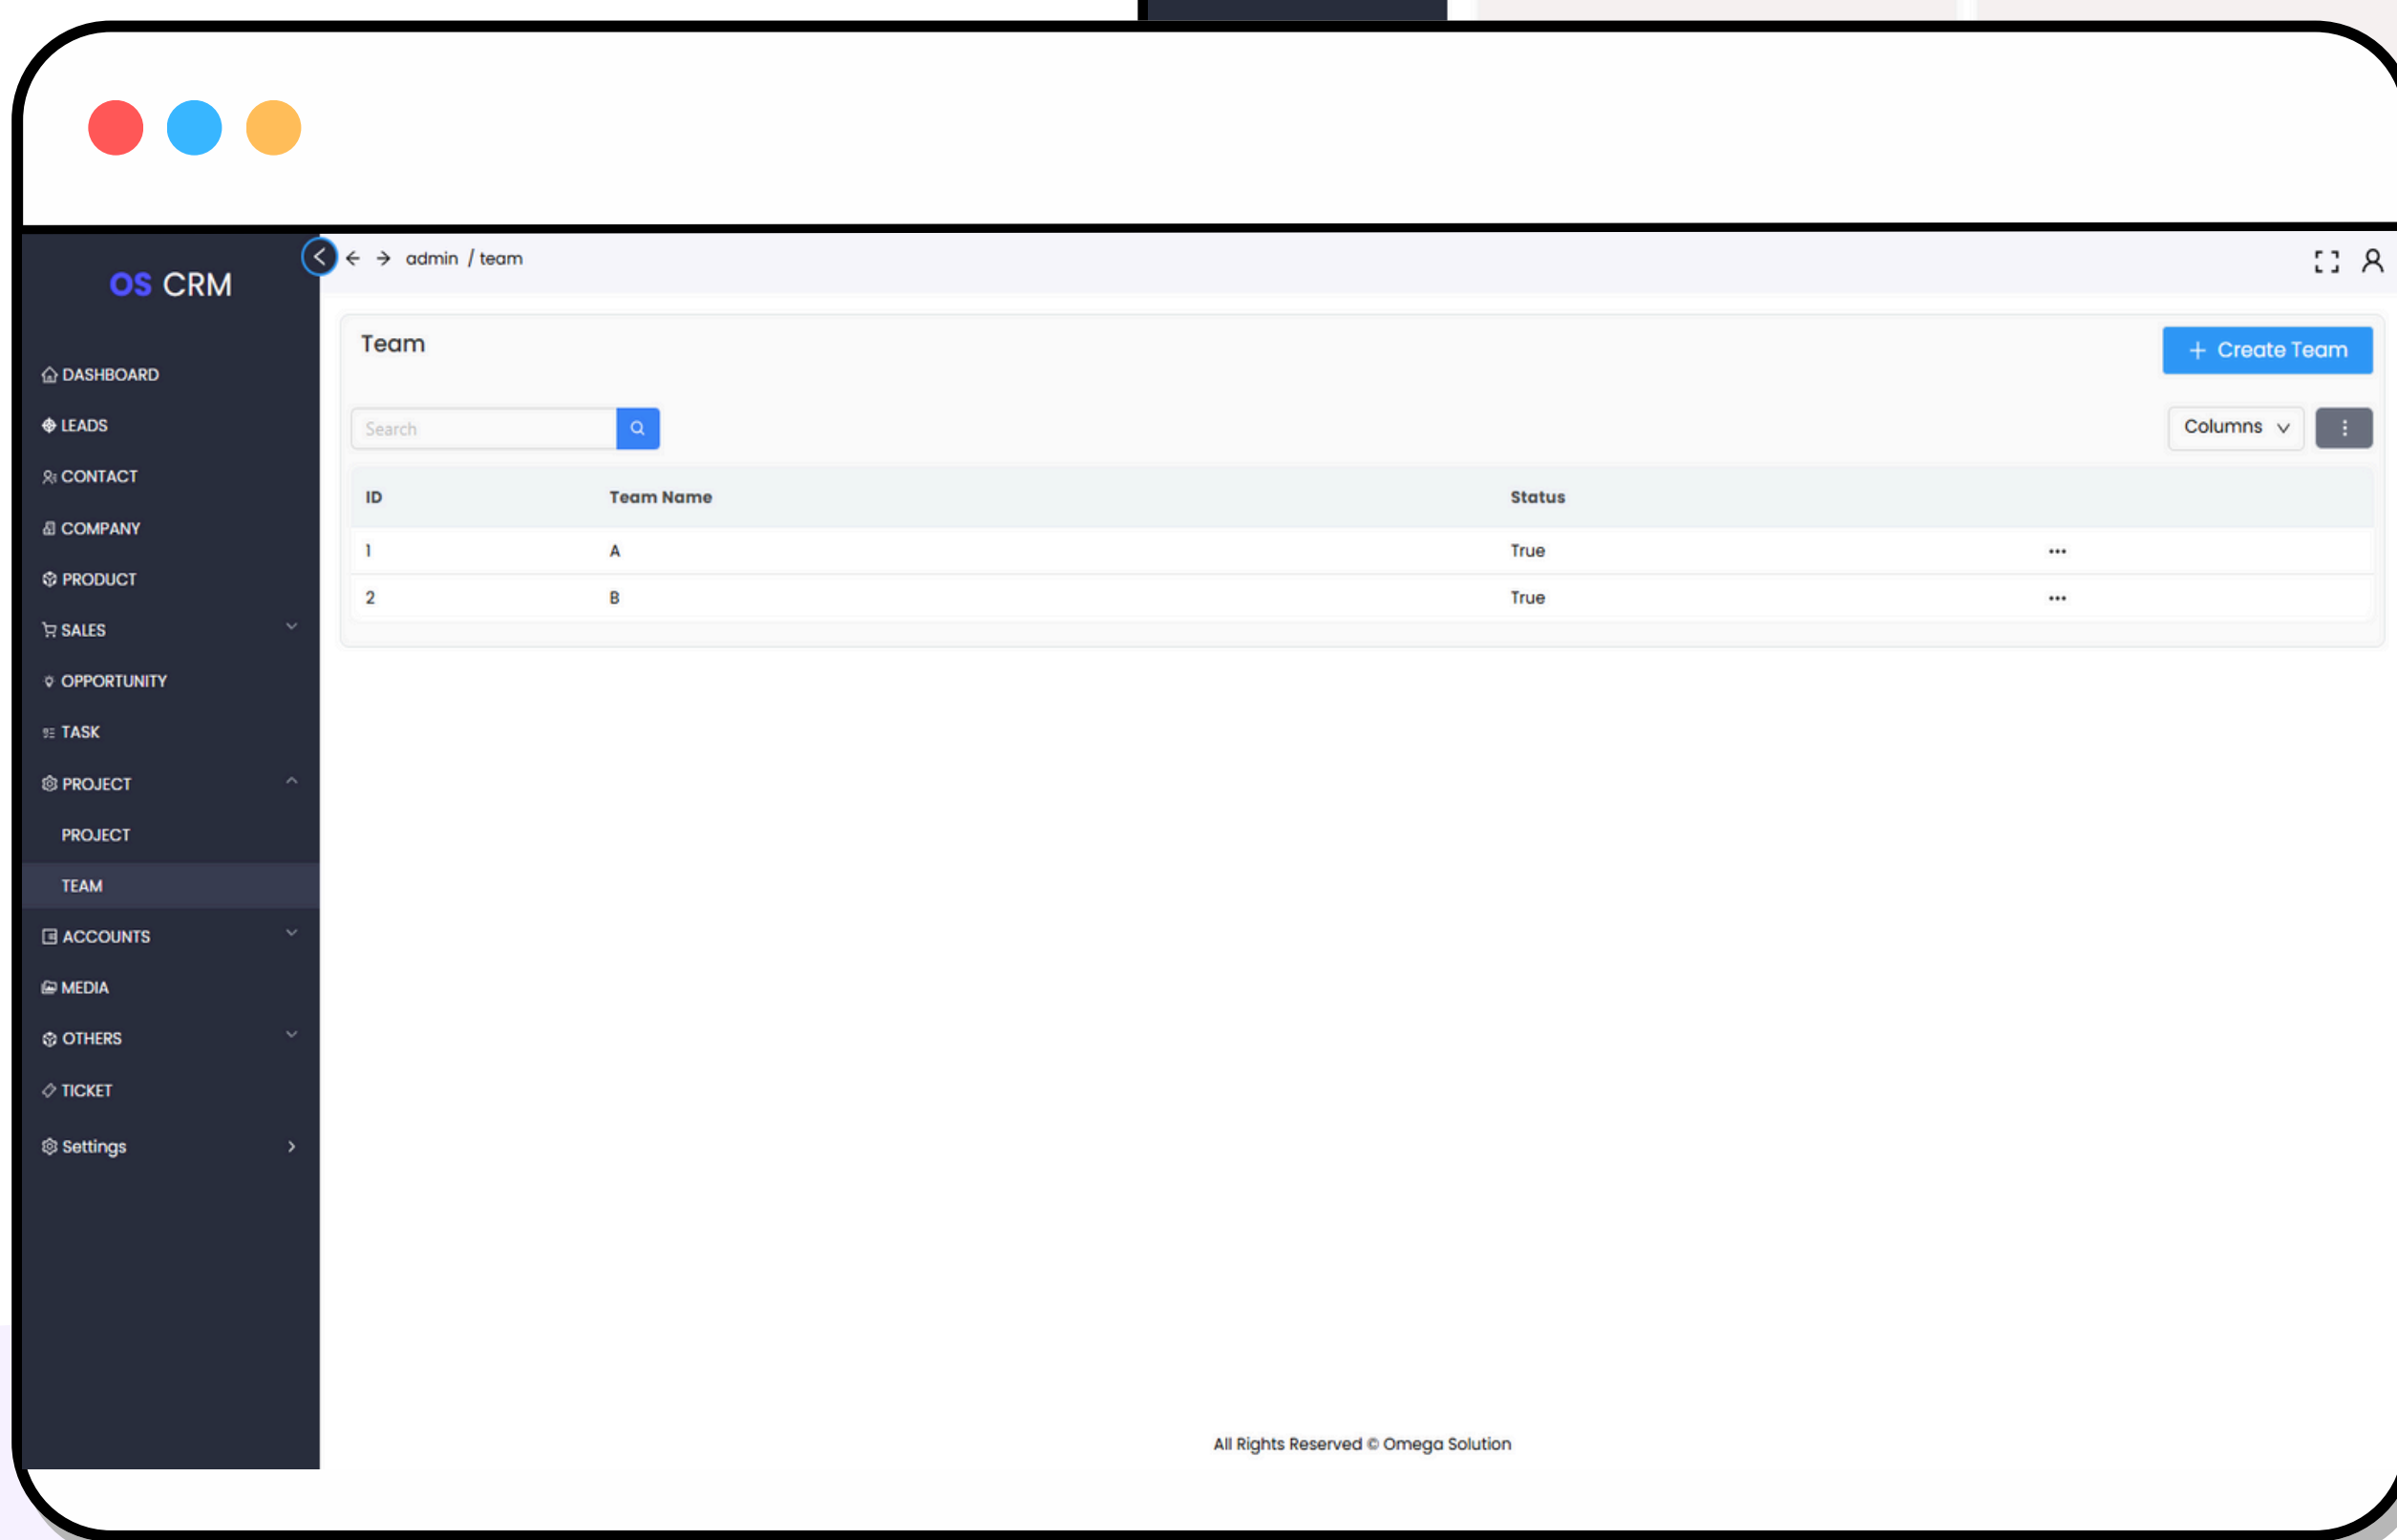 OS CRM
DASHBOARD
LEADS
CONTACT
COMPANY
PRODUCT
SALES
OPPORTUNITY
TASK
PROJECT
PROJECT
TEAM
ACCOUNTS
MEDIA
OTHERS
TICKET
Settings
admin / team
Team
+ Create Team
Search
Columns
ID Team Name Status
1 A True
2 B True
All Rights Reserved © Omega Solution